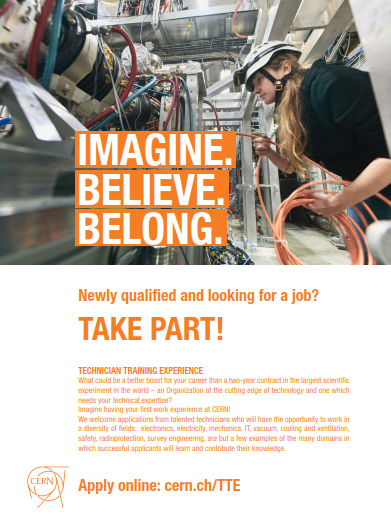 IMAGINE.
BELIEVE.
BELONG.
Newly qualified and looking for a job?
TAKE PART!
TECHNICIAN TRAINING EXPERIENCE
What could be a better boost for your career than a two-year contract in the largest scientific
experiment in the world – an Organization at the cutting edge of technology and one which
needs your technical expertise?
Imagine having your first work experience at CERN!
We welcome applications from talented technicians who will have the opportunity to work in
a diversity of fields: electronics, electricity, mechanics, IT, vacuum, cooling and ventilation,
safety, radioprotection, survey engineering, are but a few examples of the many domains in
which successful applicants will learn and contribute their knowledge.
CERN
Apply online: cern.ch/TTE